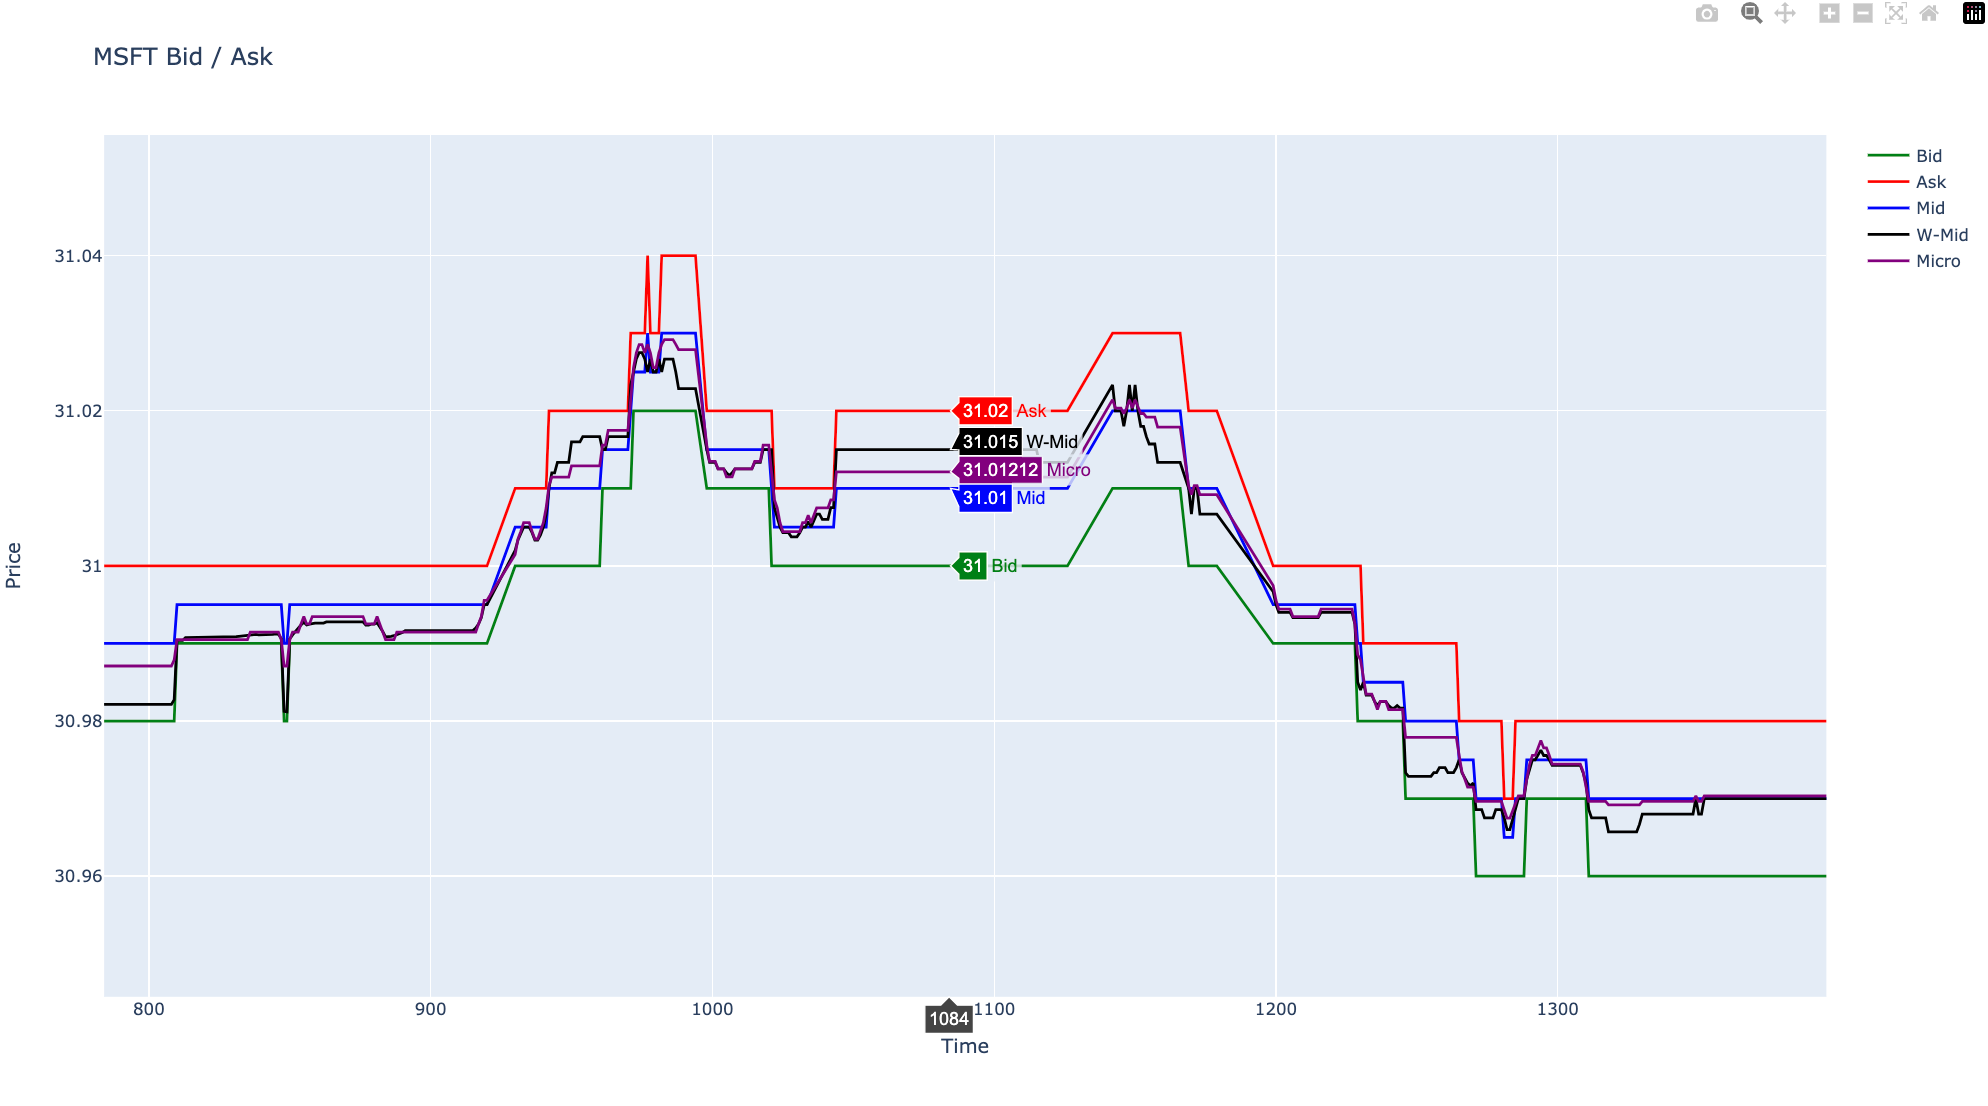 MSFT Bid / Ask
Bid
Ask
Mid
W-Mid
Micro
31.04
31.02
31
30.98
30.96
Price
31.02 Ask
31.015 W-Mid
31.01212 Micro
31.01 Mid
31 Bid
800 900 1000 1100 1200 1300
1084
Time